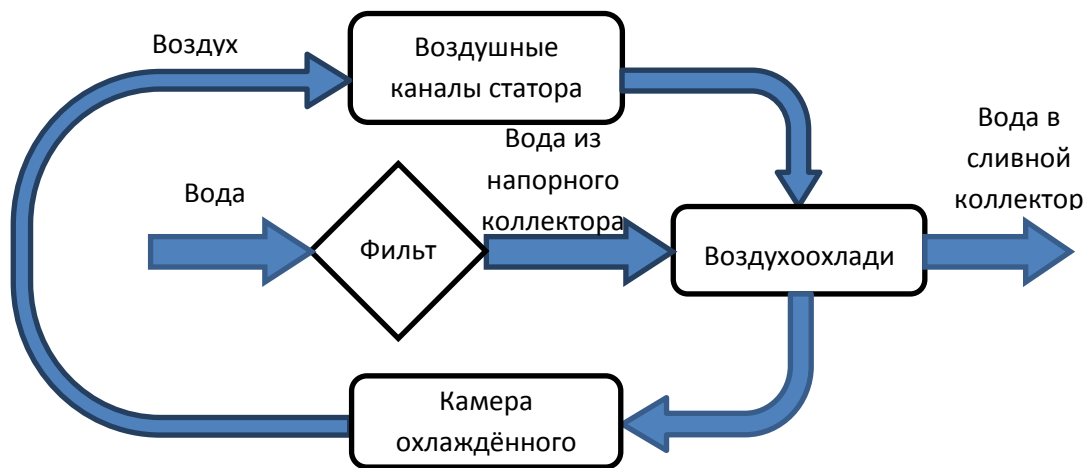 Воздух
Воздушные
каналы статора
Вода из
напорного
коллектора
Вода в
сливной
коллектор
Вода
Фильт
Воздухоохлади
Камера
охлаждённого